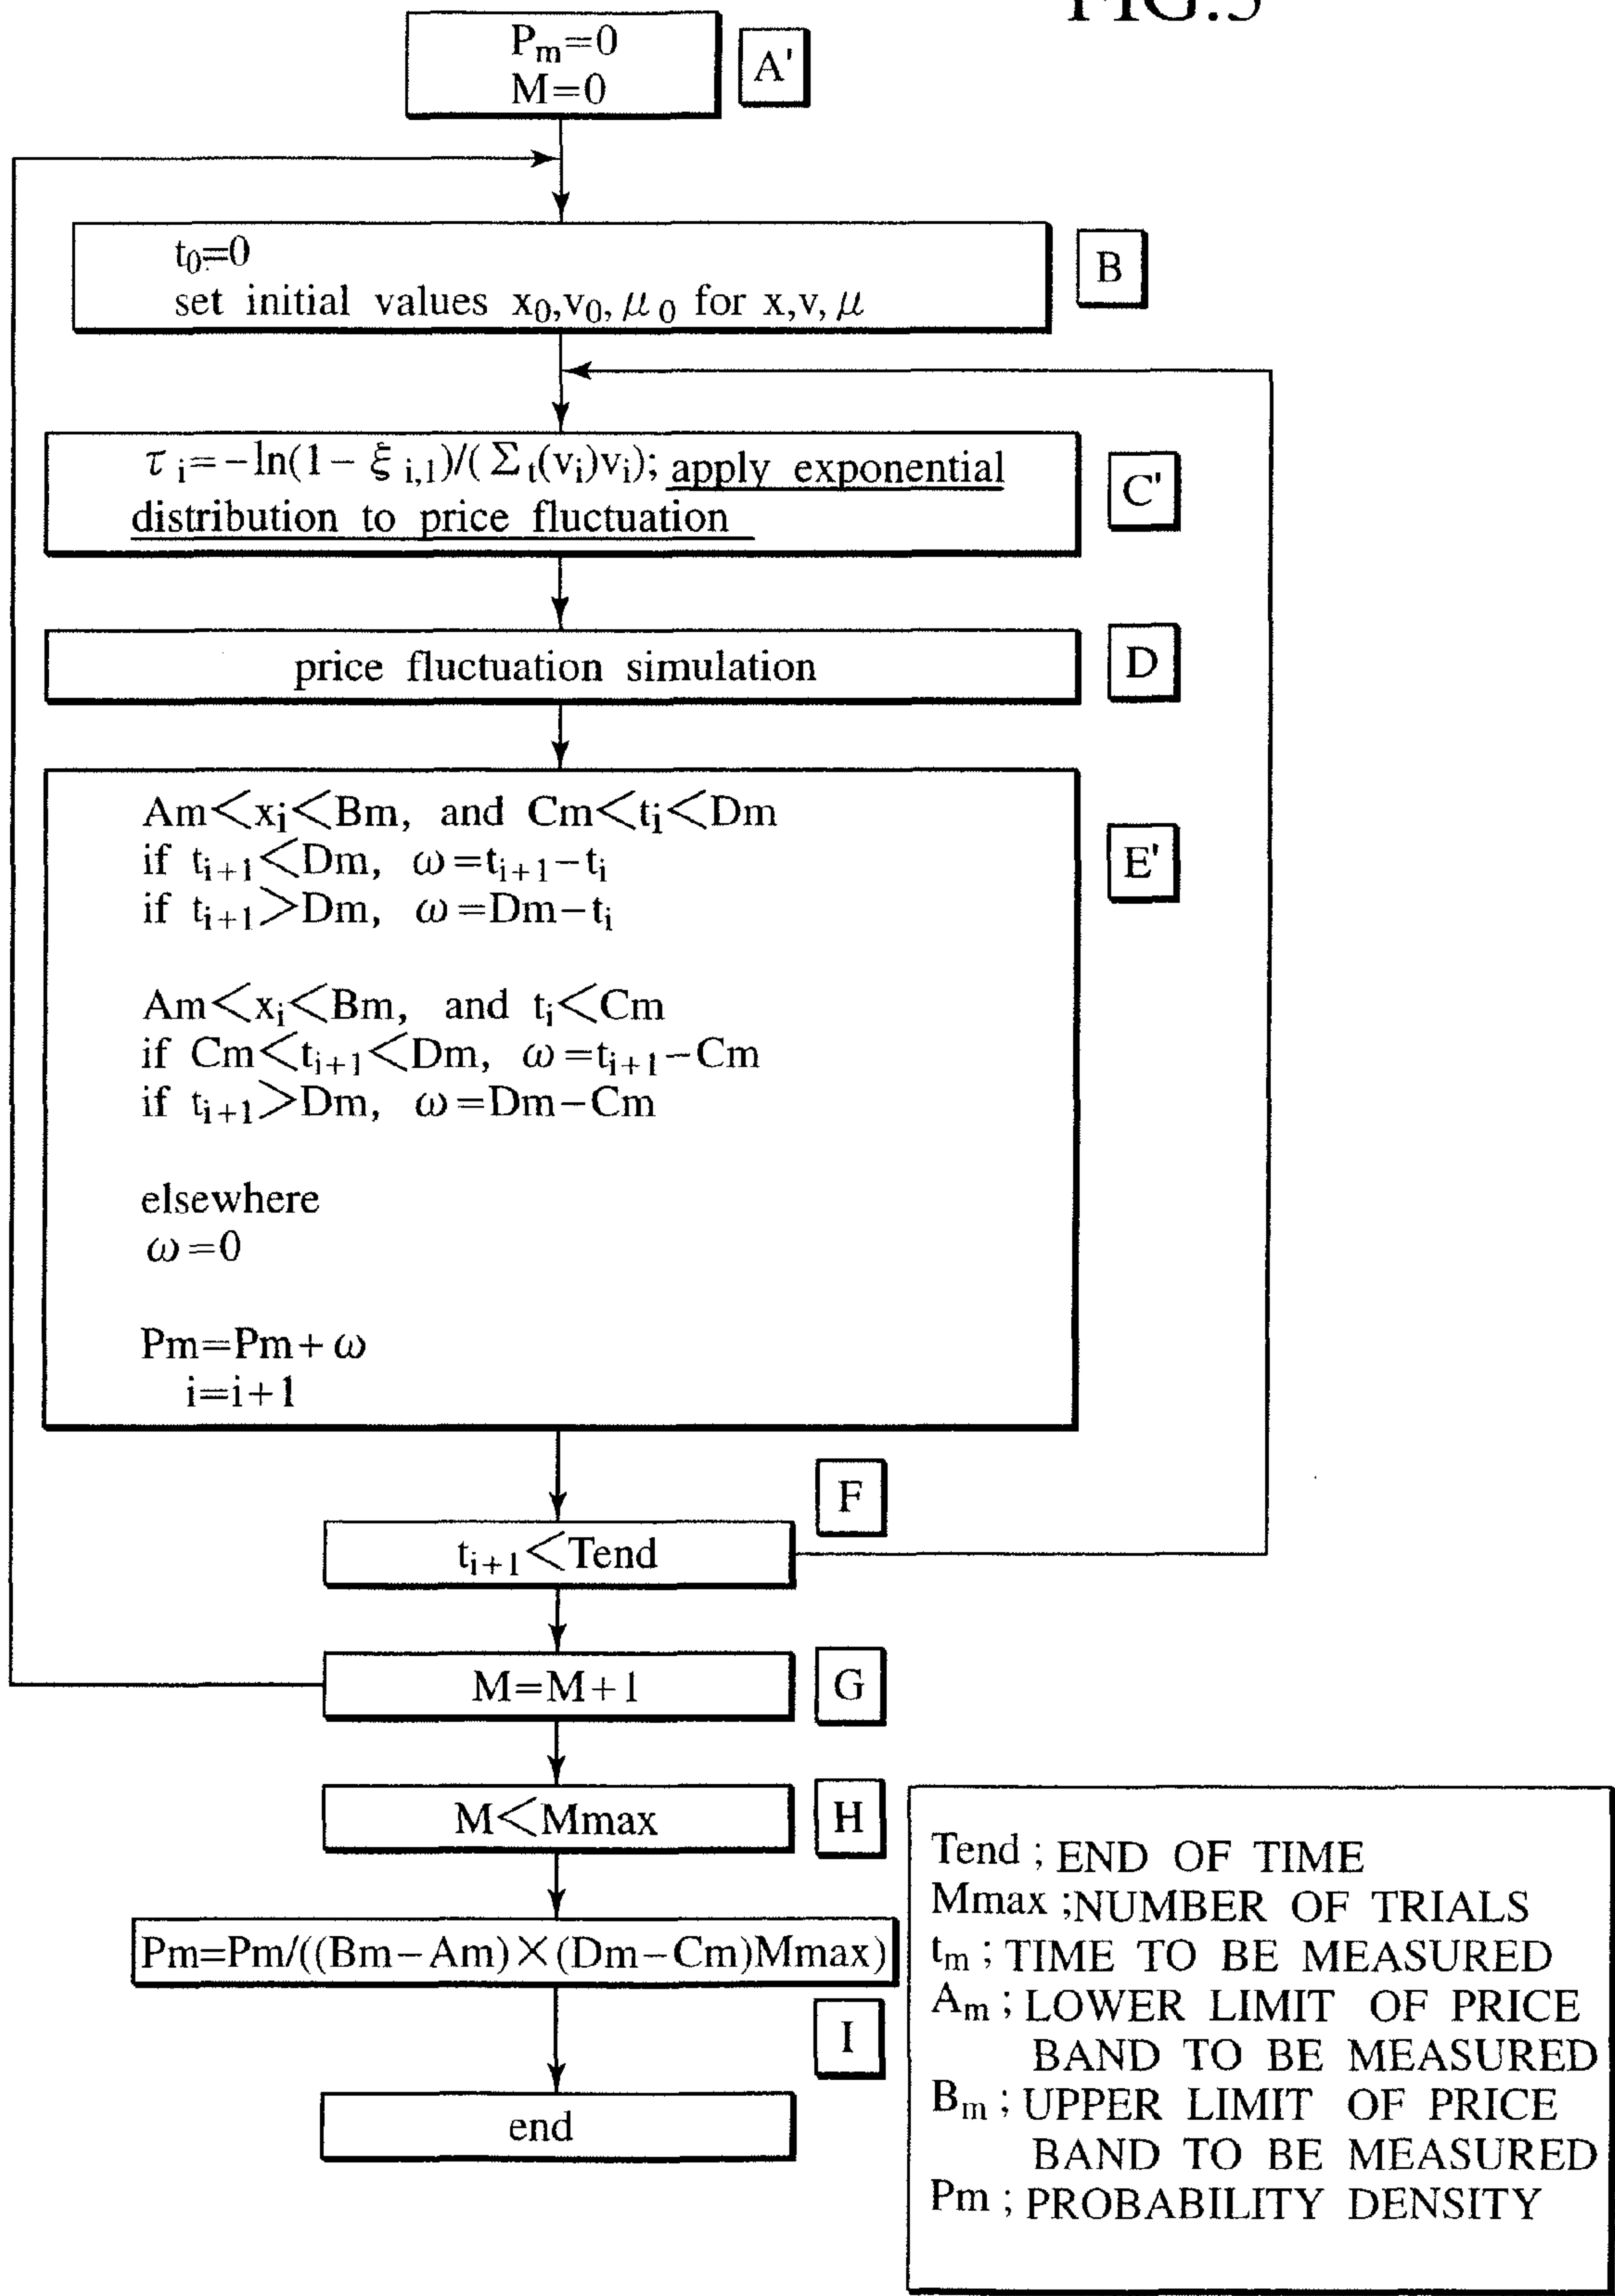 FIG.5
Pm=0
M=0
A'
t0=0
set initial values x0,v0,μ0 for x,v,μ
B
τi=-ln(1-ξi,1)/(Σt(vi)vi); apply exponential
distribution to price fluctuation
C'
price fluctuation simulation
D
Am<xi<Bm, and Cm<ti<Dm
if ti+1<Dm, ω=ti+1-ti
if ti+1>Dm, ω=Dm-ti
Am<xi<Bm, and ti<Cm
if Cm<ti+1<Dm, ω=ti+1-Cm
if ti+1>Dm, ω=Dm-Cm
elsewhere
ω=0
Pm=Pm+ω
i=i+1
E'
F
ti+1<Tend
M=M+1
G
M<Mmax
H
Pm=Pm/((Bm-Am)×(Dm-Cm)Mmax)
I
end
Tend ; END OF TIME
Mmax ;NUMBER OF TRIALS
tm ; TIME TO BE MEASURED
Am ; LOWER LIMIT OF PRICE
BAND TO BE MEASURED
Bm ; UPPER LIMIT OF PRICE
BAND TO BE MEASURED
Pm ; PROBABILITY DENSITY